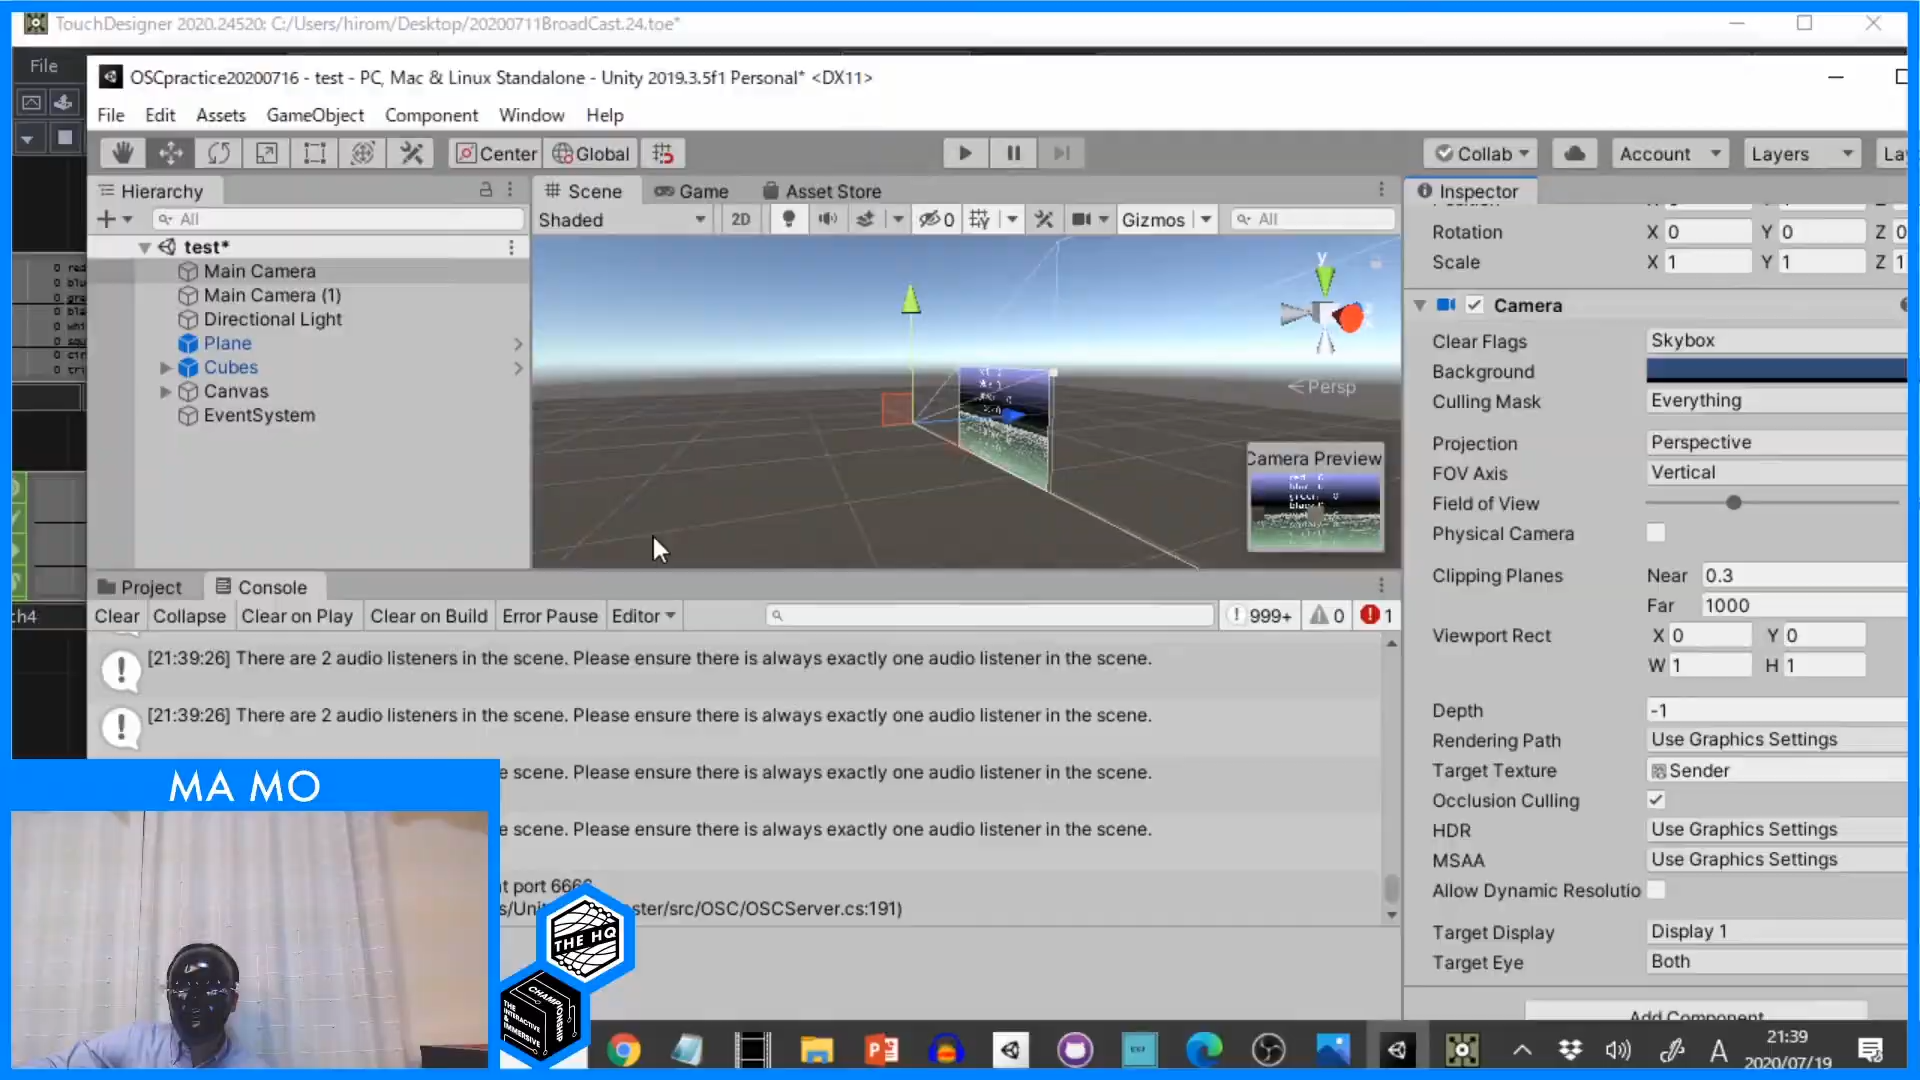 TouchDesigner 2020.24520: C:/Users/hirom/Desktop/20200711BroadCast.24.toe*
File
OSCpractice20200716 - test - PC, Mac & Linux Standalone - Unity 2019.3.5f1 Personal* <DX11>
File Edit Assets GameObject Component Window Help
Center Global Collab Account Layers
Hierarchy Scene Game Asset Store Inspector
All Shaded 2D 0 Gizmos All
test*
Main Camera
Main Camera (1)
Directional Light
Plane
Cubes
Canvas
EventSystem
y
Persp
Camera Preview
Rotation X 0 Y 0 Z 0
Scale X 1 Y 1 Z 1
Camera
Clear Flags Skybox
Background
Culling Mask Everything
Projection Perspective
FOV Axis Vertical
Field of View
Physical Camera
Clipping Planes Near 0.3
Far 1000
Viewport Rect X 0 Y 0
W 1 H 1
Depth -1
Rendering Path Use Graphics Settings
Target Texture Sender
Occlusion Culling
HDR Use Graphics Settings
MSAA Use Graphics Settings
Allow Dynamic Resolutio
Target Display Display 1
Target Eye Both
Add Component
Project Console
Clear Collapse Clear on Play Clear on Build Error Pause Editor 999+ 0 1
[21:39:26] There are 2 audio listeners in the scene. Please ensure there is always exactly one audio listener in the scene.
[21:39:26] There are 2 audio listeners in the scene. Please ensure there is always exactly one audio listener in the scene.
e scene. Please ensure there is always exactly one audio listener in the scene.
e scene. Please ensure there is always exactly one audio listener in the scene.
t port 6666
s/Unit ster/src/OSC/OSCServer.cs:191)
MA MO
THE HQ
THE INTERACTIVE & IMMERSIVE
CHAMPIONSHIP
A
21:39
2020/07/19